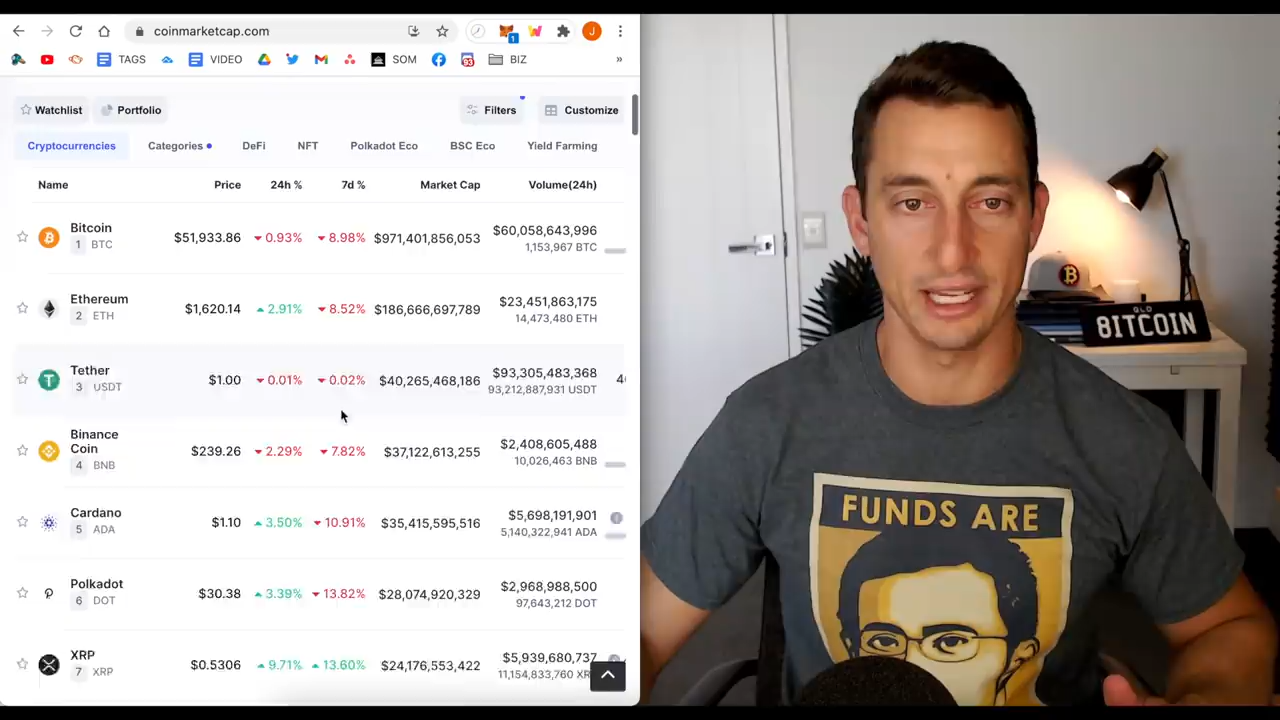 coinmarketcap.com
1
J
TAGS
VIDEO
SOM
93
BIZ
»
Watchlist
Portfolio
Filters
Customize
Cryptocurrencies
Categories
DeFi
NFT
Polkadot Eco
BSC Eco
Yield Farming
Name Price 24h % 7d % Market Cap Volume(24h)
Bitcoin
1 BTC
$51,933.86 0.93% 8.98% $971,401,856,053
$60,058,643,996
1,153,967 BTC
Ethereum
2 ETH
$1,620.14 2.91% 8.52% $186,666,697,789
$23,451,863,175
14,473,480 ETH
Tether
3 USDT
$1.00 0.01% 0.02% $40,265,468,186
$93,305,483,368
93,212,887,931 USDT
Binance
Coin
4 BNB
$239.26 2.29% 7.82% $37,122,613,255
$2,408,605,488
10,026,463 BNB
Cardano
5 ADA
$1.10 3.50% 10.91% $35,415,595,516
$5,698,191,901
5,140,322,941 ADA
Polkadot
6 DOT
$30.38 3.39% 13.82% $28,074,920,329
$2,968,988,500
97,643,212 DOT
XRP
7 XRP
$0.5306 9.71% 13.60% $24,176,553,422
$5,939,680,737
11,154,833,760
QLD
8ITCOIN
FUNDS ARE